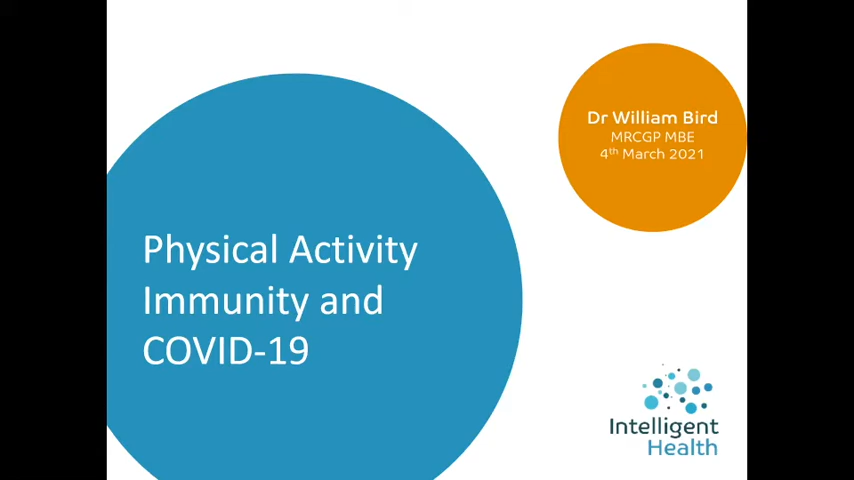 Dr William Bird
MRCGP MBE
4th March 2021
Physical Activity
Immunity and
COVID-19
Intelligent
Health